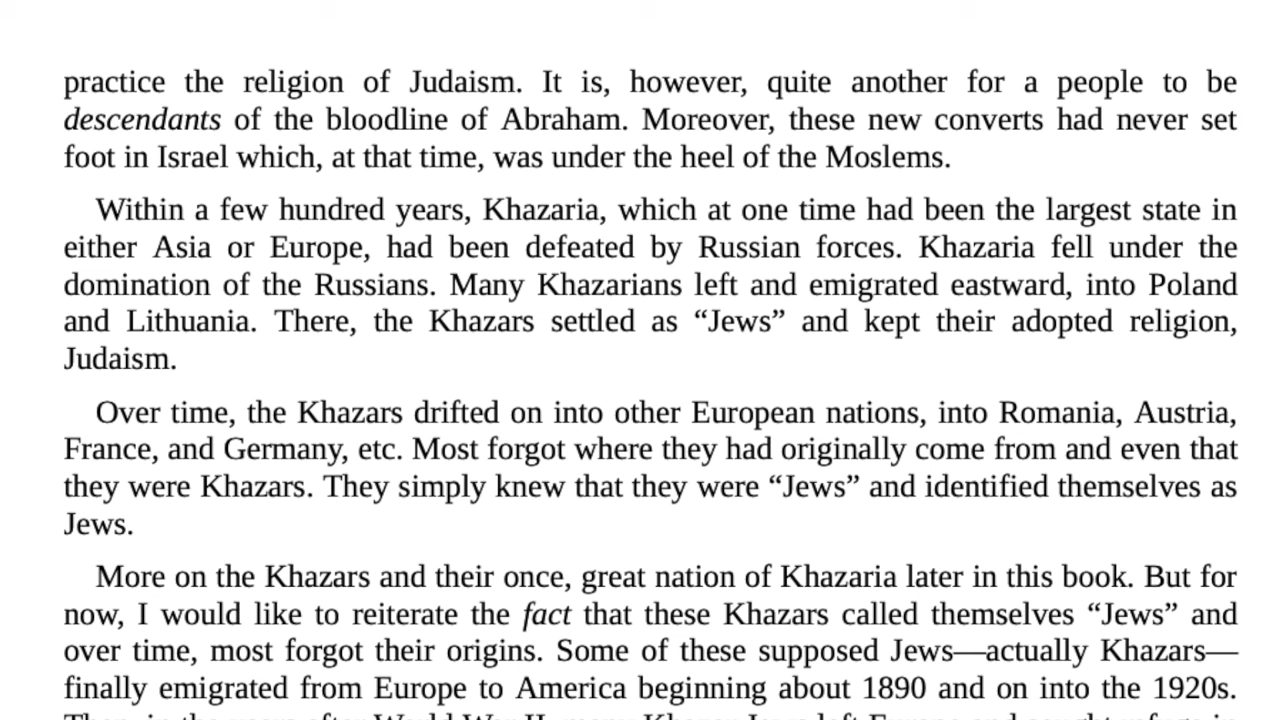 practice the religion of Judaism. It is, however, quite another for a people to be
descendants of the bloodline of Abraham. Moreover, these new converts had never set
foot in Israel which, at that time, was under the heel of the Moslems.
Within a few hundred years, Khazaria, which at one time had been the largest state in
either Asia or Europe, had been defeated by Russian forces. Khazaria fell under the
domination of the Russians. Many Khazarians left and emigrated eastward, into Poland
and Lithuania. There, the Khazars settled as “Jews” and kept their adopted religion,
Judaism.
Over time, the Khazars drifted on into other European nations, into Romania, Austria,
France, and Germany, etc. Most forgot where they had originally come from and even that
they were Khazars. They simply knew that they were “Jews” and identified themselves as
Jews.
More on the Khazars and their once, great nation of Khazaria later in this book. But for
now, I would like to reiterate the fact that these Khazars called themselves “Jews” and
over time, most forgot their origins. Some of these supposed Jews—actually Khazars—
finally emigrated from Europe to America beginning about 1890 and on into the 1920s.